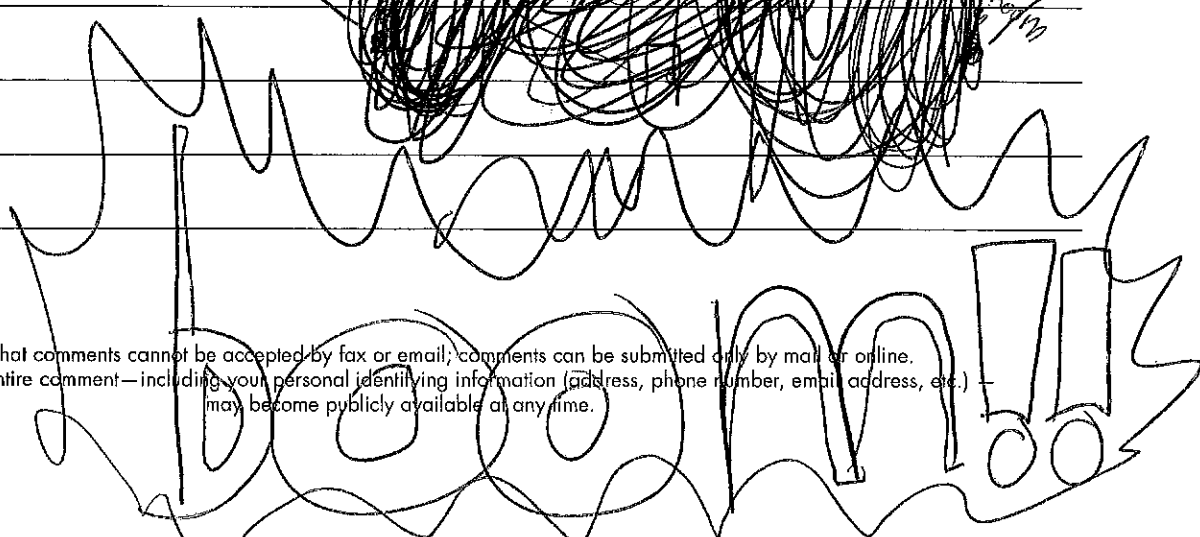 hat comments cannot be accepted by fax or email; comments can be submitted only by mail or online.
ntire comment—including your personal identifying information (address, phone number, email address, etc.) —
may become publicly available at any time.
boom!!